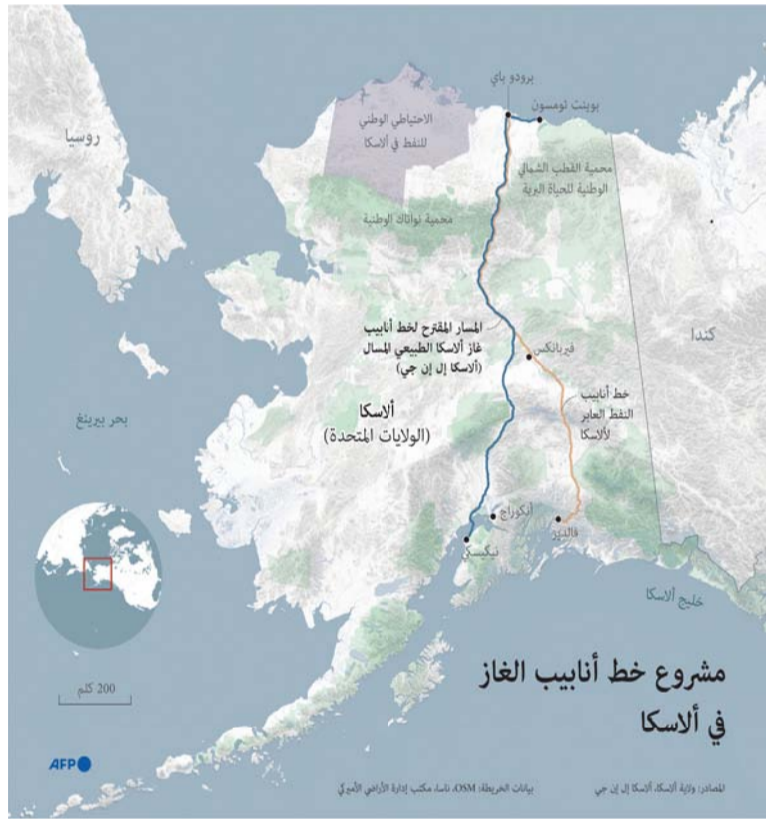 برودو باي
بوينت تومسون
الاحتياطي الوطني
للنفط في ألاسكا
روسيا
محمية القطب الشمالي
الوطنية للحياة البرية
محمية نواتاك الوطنية
المسار المقترح لخط أنابيب
غاز ألاسكا الطبيعي المسال
(ألاسكا إل إن جي)
كندا
فيربانكس
خط أنابيب
النفط العابر
لألاسكا
ألاسكا
(الولايات المتحدة)
بحر بيرينغ
أنكوراج
فالديز
نيكيسكي
خليج ألاسكا
مشروع خط أنابيب الغاز
في ألاسكا
200 كلم
AFP
المصادر: ولاية ألاسكا، ألاسكا إل إن جي
بيانات الخريطة: OSM، ناسا، مكتب إدارة الأراضي الأميركي